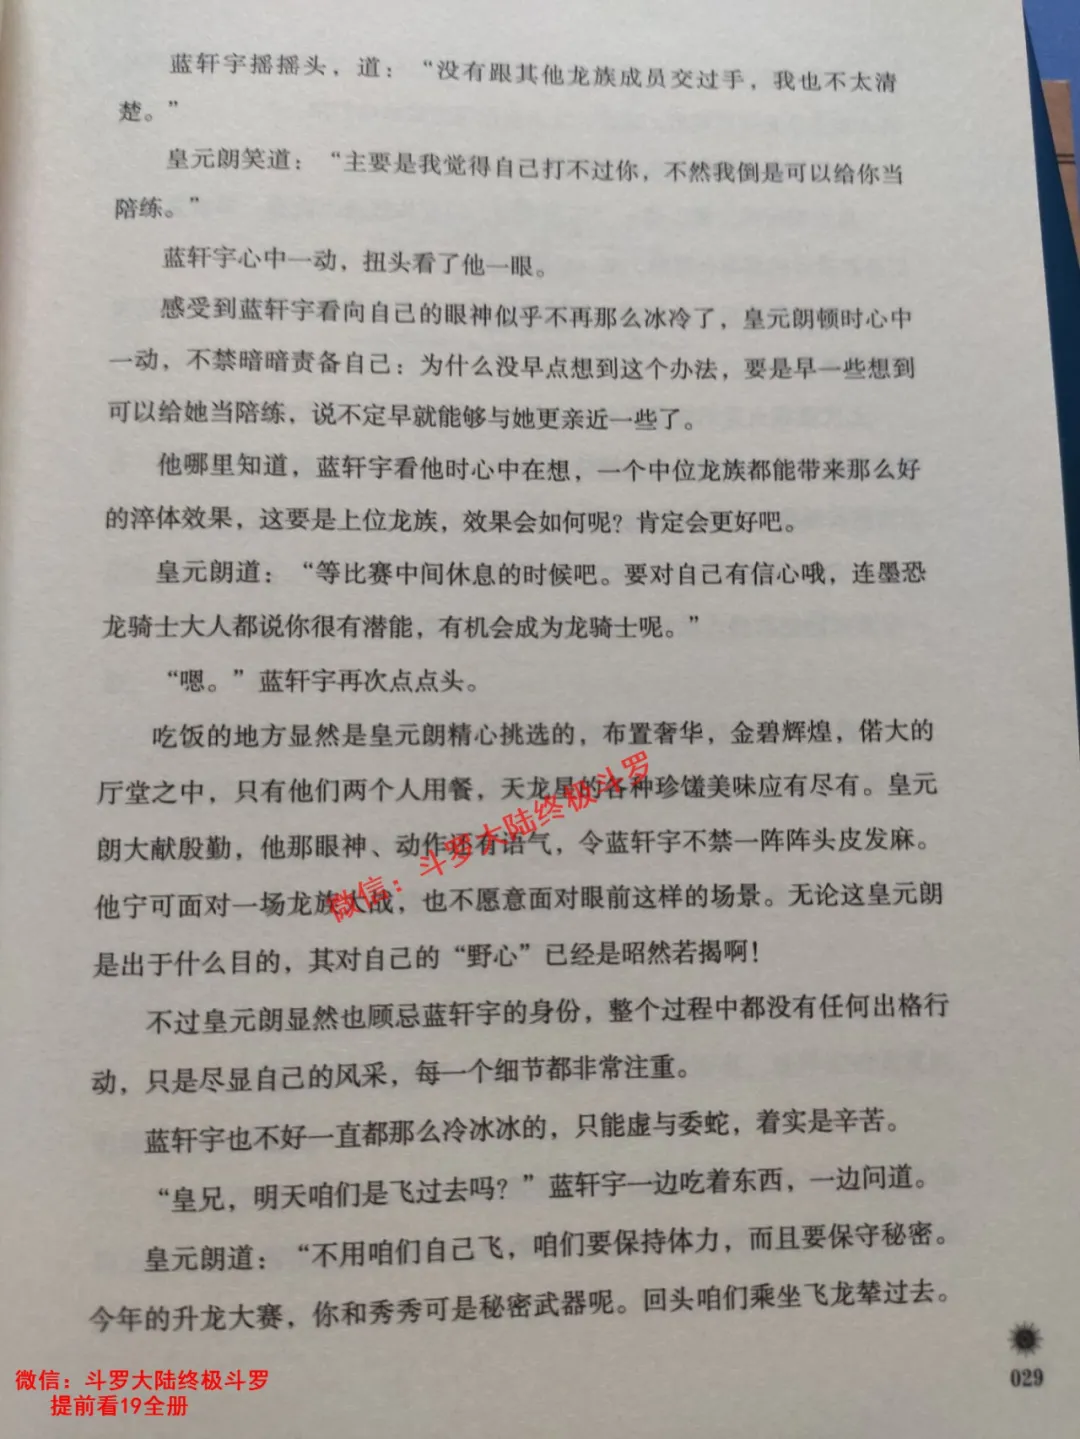 蓝轩宇摇摇头，道：“没有跟其他龙族成员交过手，我也不太清
楚。”
皇元朗笑道：“主要是我觉得自己打不过你，不然我倒是可以给你当
陪练。”
蓝轩宇心中一动，扭头看了他一眼。
感受到蓝轩宇看向自己的眼神似乎不再那么冰冷了，皇元朗顿时心中
一动，不禁暗暗责备自己：为什么没早点想到这个办法，要是早一些想到
可以给她当陪练，说不定早就能够与她更亲近一些了。
他哪里知道，蓝轩宇看他时心中在想，一个中位龙族都能带来那么好
的淬体效果，这要是上位龙族，效果会如何呢？肯定会更好吧。
皇元朗道：“等比赛中间休息的时候吧。要对自己有信心哦，连墨恐
龙骑士大人都说你很有潜能，有机会成为龙骑士呢。”
“嗯。”蓝轩宇再次点点头。
吃饭的地方显然是皇元朗精心挑选的，布置奢华，金碧辉煌，偌大的
厅堂之中，只有他们两个人用餐，天龙星的各种珍馐美味应有尽有。皇元
朗大献殷勤，他那眼神、动作还有语气，令蓝轩宇不禁一阵阵头皮发麻。
他宁可面对一场龙族大战，也不愿意面对眼前这样的场景。无论这皇元朗
是出于什么目的，其对自己的“野心”已经是昭然若揭啊！
不过皇元朗显然也顾忌蓝轩宇的身份，整个过程中都没有任何出格行
动，只是尽显自己的风采，每一个细节都非常注重。
蓝轩宇也不好一直都那么冷冰冰的，只能虚与委蛇，着实是辛苦。
“皇兄，明天咱们是飞过去吗？”蓝轩宇一边吃着东西，一边问道。
皇元朗道：“不用咱们自己飞，咱们要保持体力，而且要保守秘密。
今年的升龙大赛，你和秀秀可是秘密武器呢。回头咱们乘坐飞龙辇过去。
029
微信：斗罗大陆终极斗罗
微信：斗罗大陆终极斗罗
提前看19全册